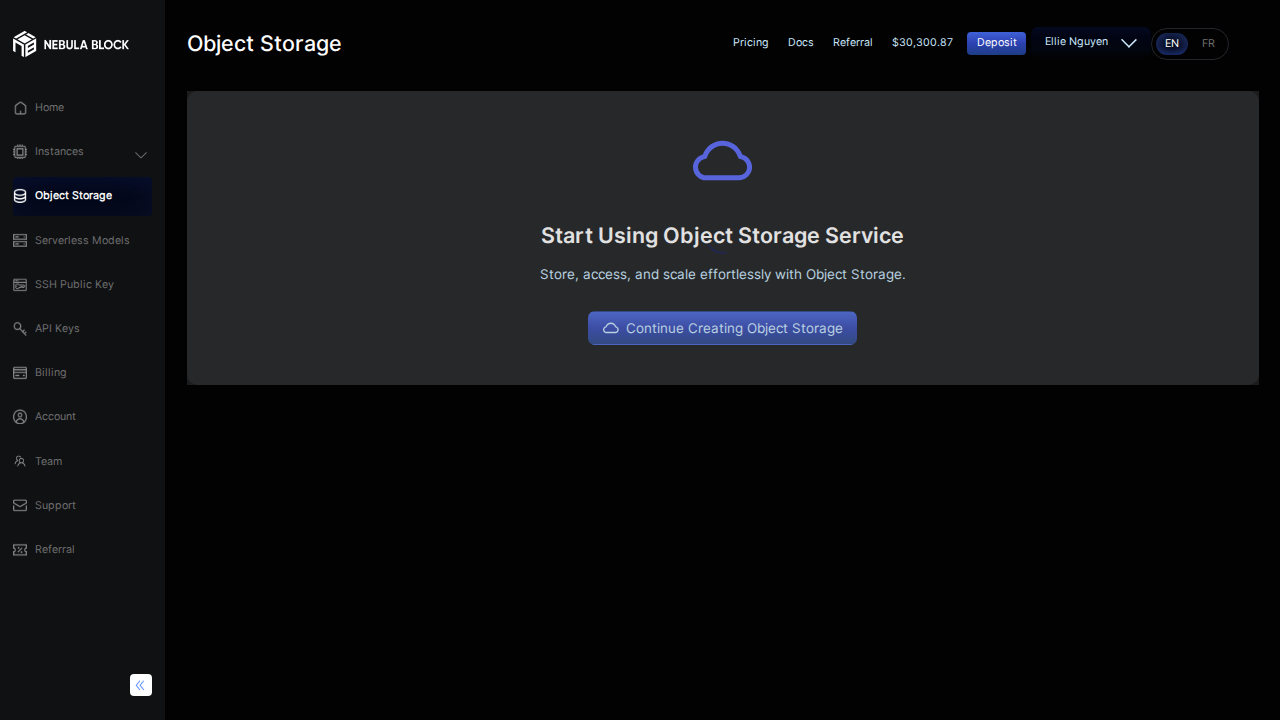 NEBULA BLOCK
Object Storage
Pricing
Docs
Referral
$30,300.87
Deposit
Ellie Nguyen
EN
FR
Home
Instances
Object Storage
Serverless Models
SSH Public Key
API Keys
Billing
Account
Team
Support
Referral
Start Using Object Storage Service
Store, access, and scale effortlessly with Object Storage.
Continue Creating Object Storage